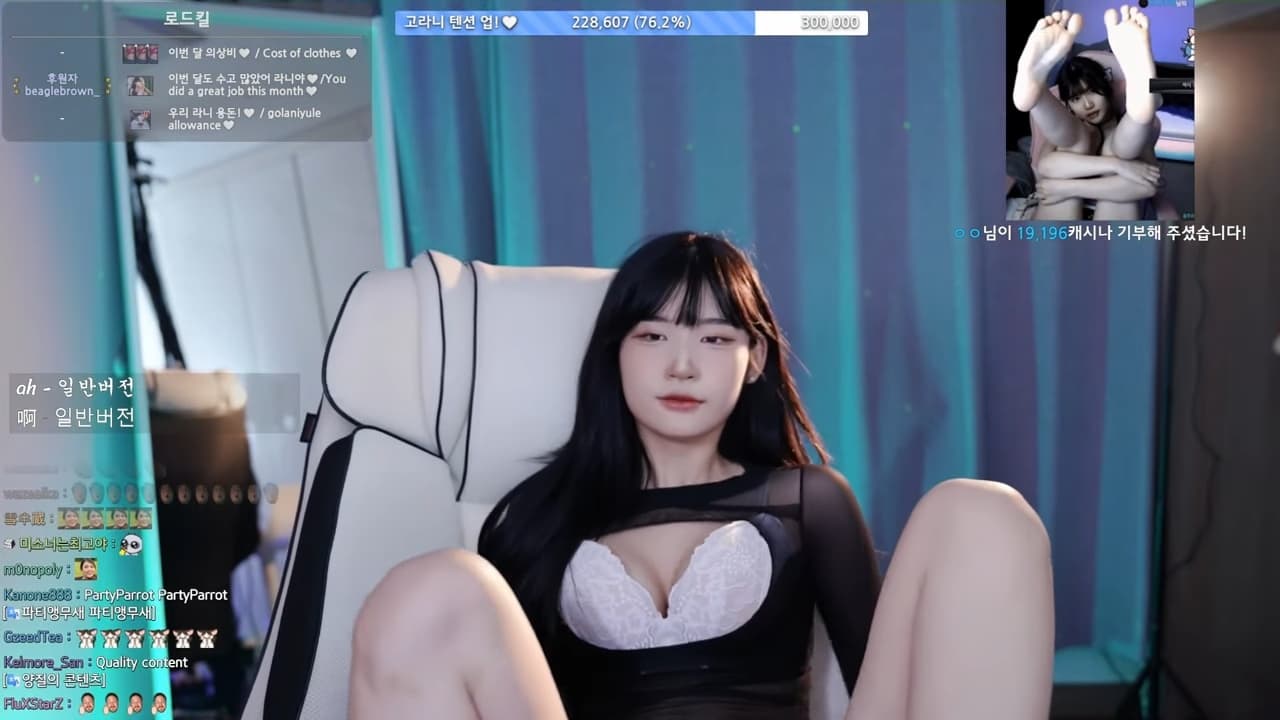 로드킬
-
이번 달 의상비♥ / Cost of clothes ♥
후원자
beaglebrown_
이번 달도 수고 많았어 라니야♥/You
did a great job this month♥
-
우리 라니 용돈!♥ / golaniyule
allowance♥
고라니 텐션 업!♥ 228,607 (76.2%) 300,000
ㅇㅇ님이 19,196캐시나 기부해 주셨습니다!
ah - 일반버전
啊 - 일반버전
미소너는최고야 :
m0nopoly :
Kanone888 : PartyParrot PartyParrot
[파티앵무새 파티앵무새]
GzeedTea :
Kelmore_San : Quality content
[양질의 콘텐츠]
FluXStarZ :